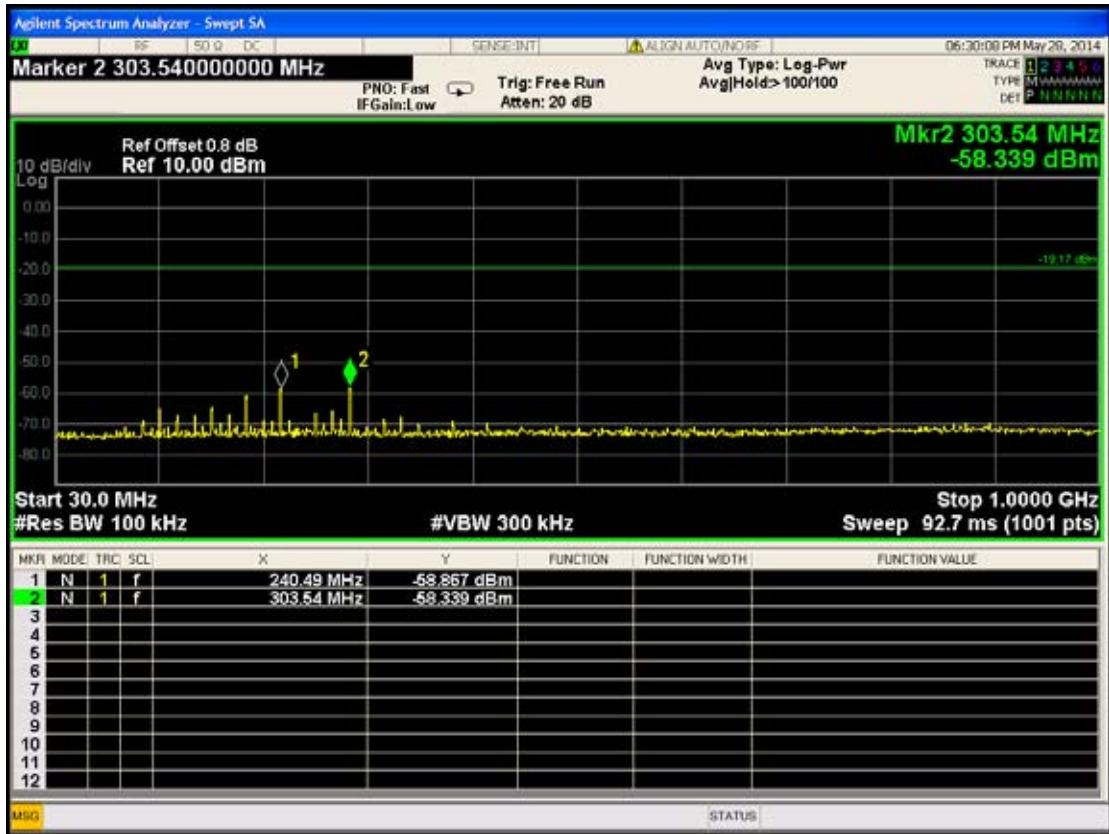 Agilent Spectrum Analyzer - Swept SA
RF 50 Ω DC SENSE:INT ALIGN AUTO/NO RF 06:30:08 PM May 28, 2014
Marker 2 303.540000000 MHz
PNO: Fast
IFGain:Low
Trig: Free Run
Atten: 20 dB
Avg Type: Log-Pwr
Avg|Hold:> 100/100
TRACE 1 2 3 4 5 6
TYPE M
DET P N N N N N
Ref Offset 0.8 dB
10 dB/div Ref 10.00 dBm
Log
Mkr2 303.54 MHz
-58.339 dBm
0.00
-10.0
-20.0
-19.17 dBm
-30.0
-40.0
-50.0
-60.0
-70.0
-80.0
1
2
Start 30.0 MHz Stop 1.0000 GHz
#Res BW 100 kHz #VBW 300 kHz Sweep 92.7 ms (1001 pts)
MKR MODE TRC SCL X Y FUNCTION FUNCTION WIDTH FUNCTION VALUE
1 N 1 f 240.49 MHz -58.867 dBm
2 N 1 f 303.54 MHz -58.339 dBm
3
4
5
6
7
8
9
10
11
12
MSG STATUS